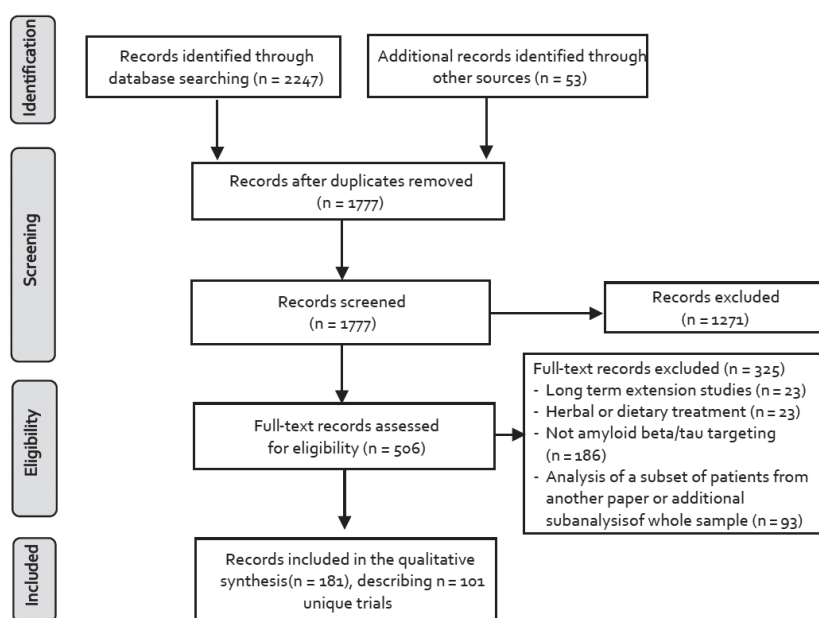 Identification
Records identified through
database searching (n = 2247)
Additional records identified through
other sources (n = 53)
Screening
Records after duplicates removed
(n = 1777)
Records screened
(n = 1777)
Records excluded
(n = 1271)
Eligibility
Full-text records assessed
for eligibility (n = 506)
Full-text records excluded (n = 325)
- Long term extension studies (n = 23)
- Herbal or dietary treatment (n = 23)
- Not amyloid beta/tau targeting
(n = 186)
- Analysis of a subset of patients from
another paper or additional
subanalysisof whole sample (n = 93)
Included
Records included in the qualitative
synthesis(n = 181), describing n = 101
unique trials